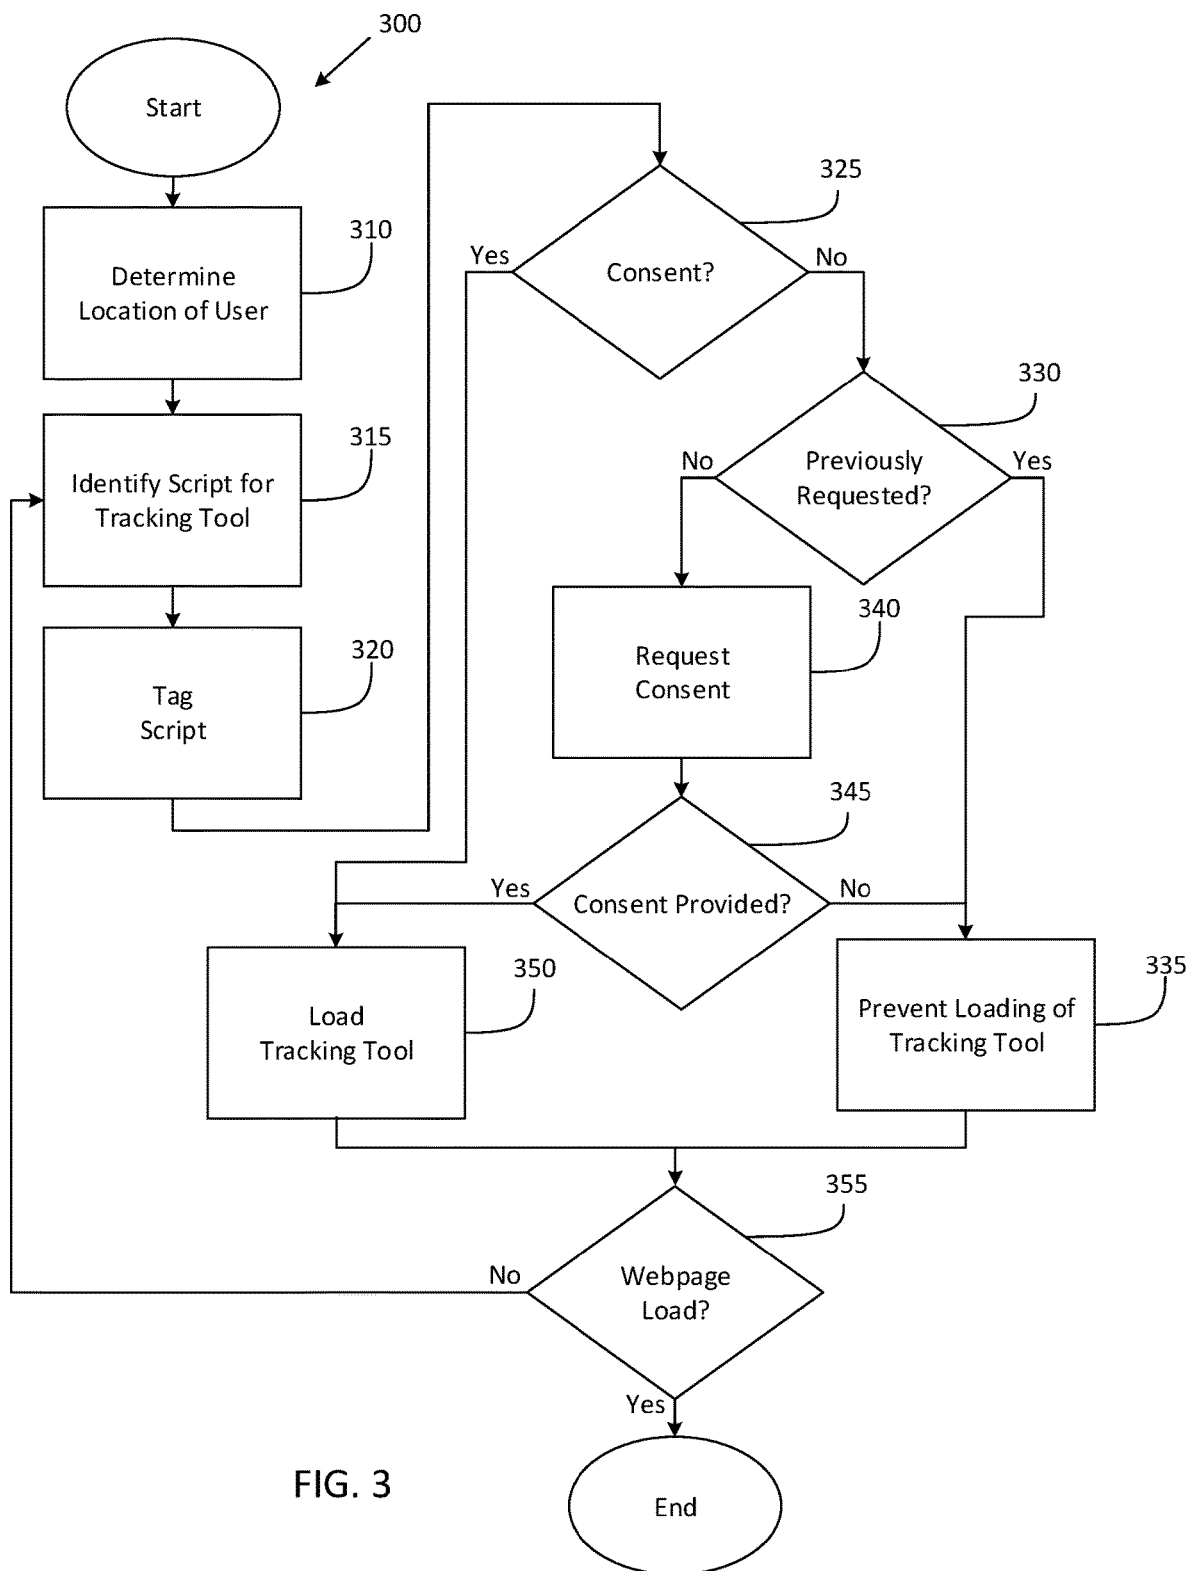 300
Start
310
Determine
Location of User
315
Identify Script for
Tracking Tool
320
Tag
Script
325
Yes
Consent?
No
330
No
Previously
Requested?
Yes
340
Request
Consent
345
Yes
Consent Provided?
No
350
Load
Tracking Tool
335
Prevent Loading of
Tracking Tool
355
No
Webpage
Load?
Yes
End
FIG. 3